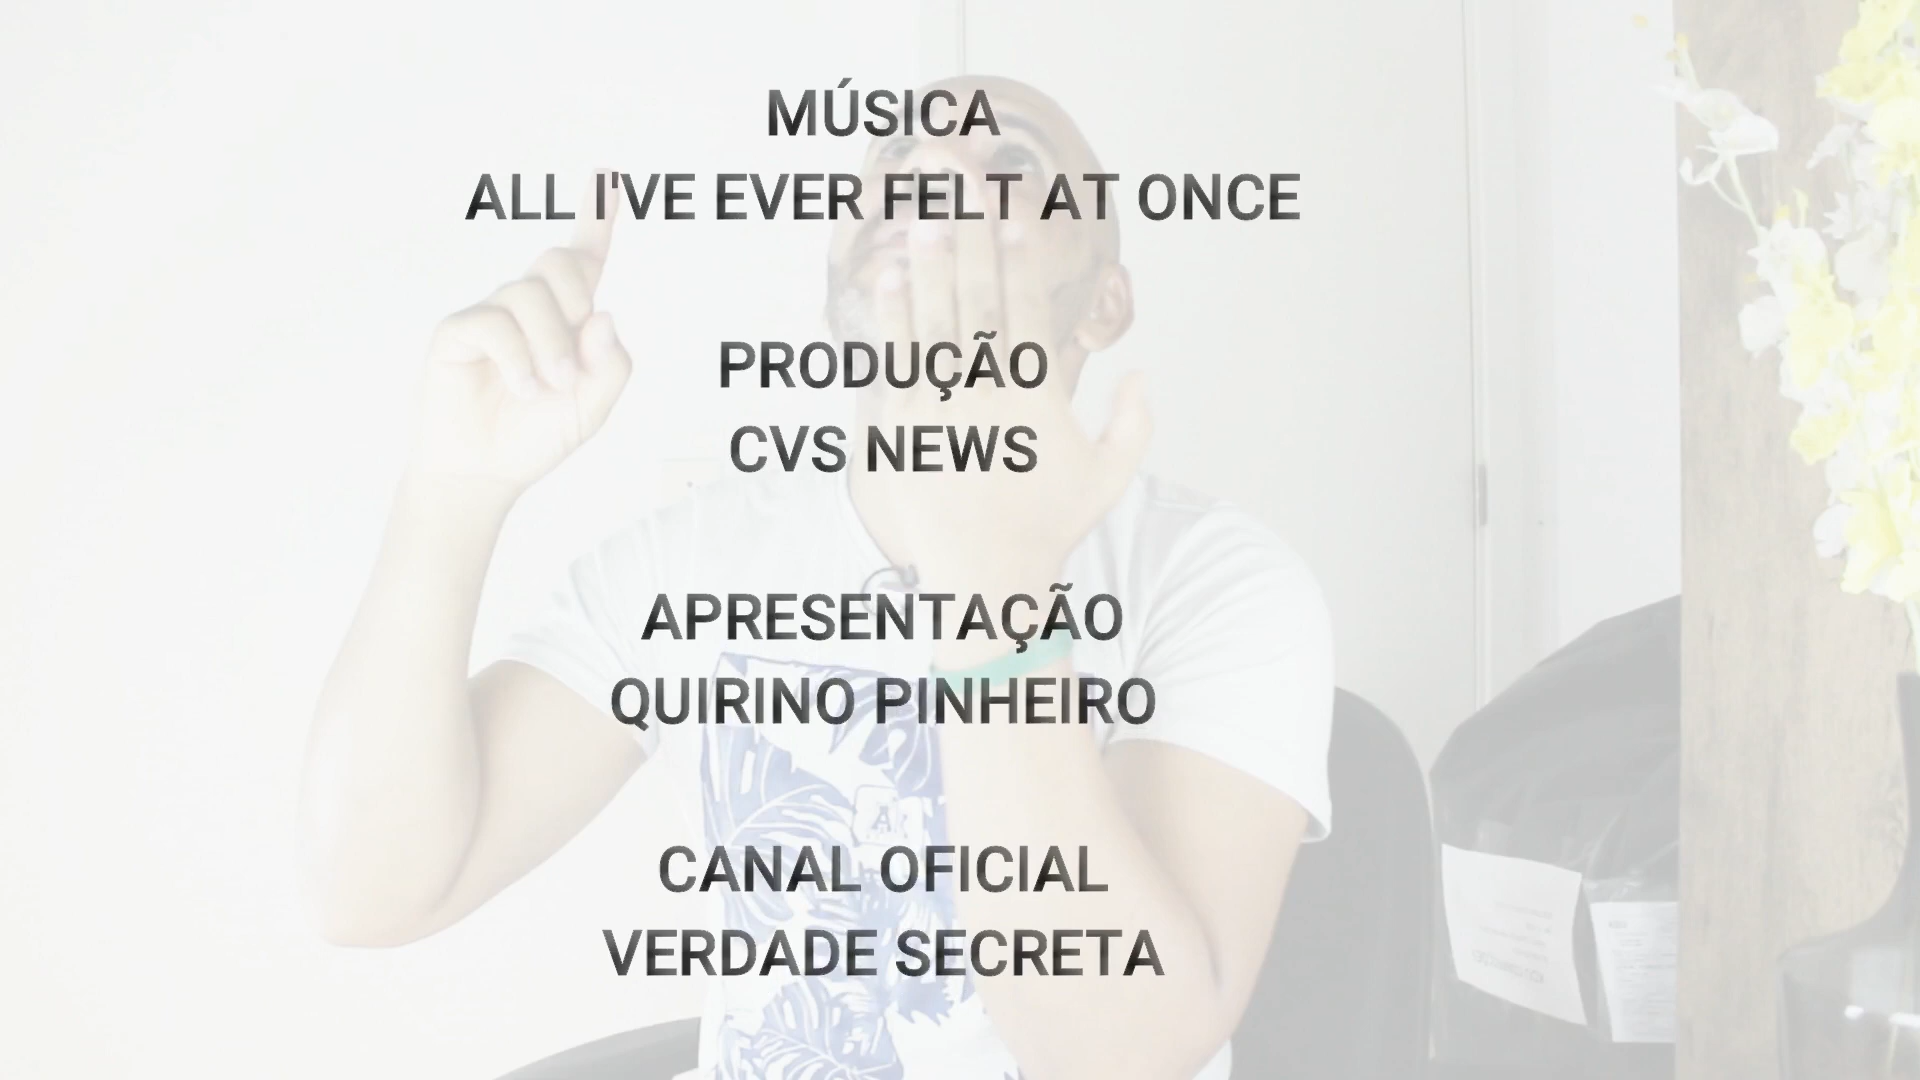 MÚSICA
ALL I'VE EVER FELT AT ONCE
PRODUÇÃO
CVS NEWS
APRESENTAÇÃO
QUIRINO PINHEIRO
CANAL OFICIAL
VERDADE SECRETA
A